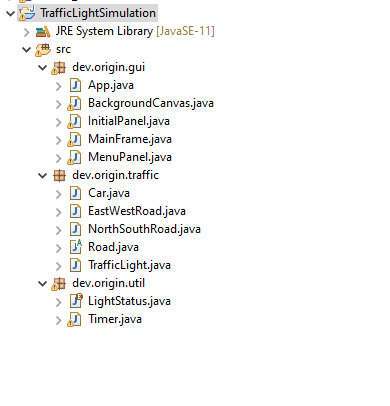 TrafficLightSimulation
JRE System Library [JavaSE-11]
src
dev.origin.gui
App.java
BackgroundCanvas.java
InitialPanel.java
MainFrame.java
MenuPanel.java
dev.origin.traffic
Car.java
EastWestRoad.java
NorthSouthRoad.java
Road.java
TrafficLight.java
dev.origin.util
LightStatus.java
Timer.java